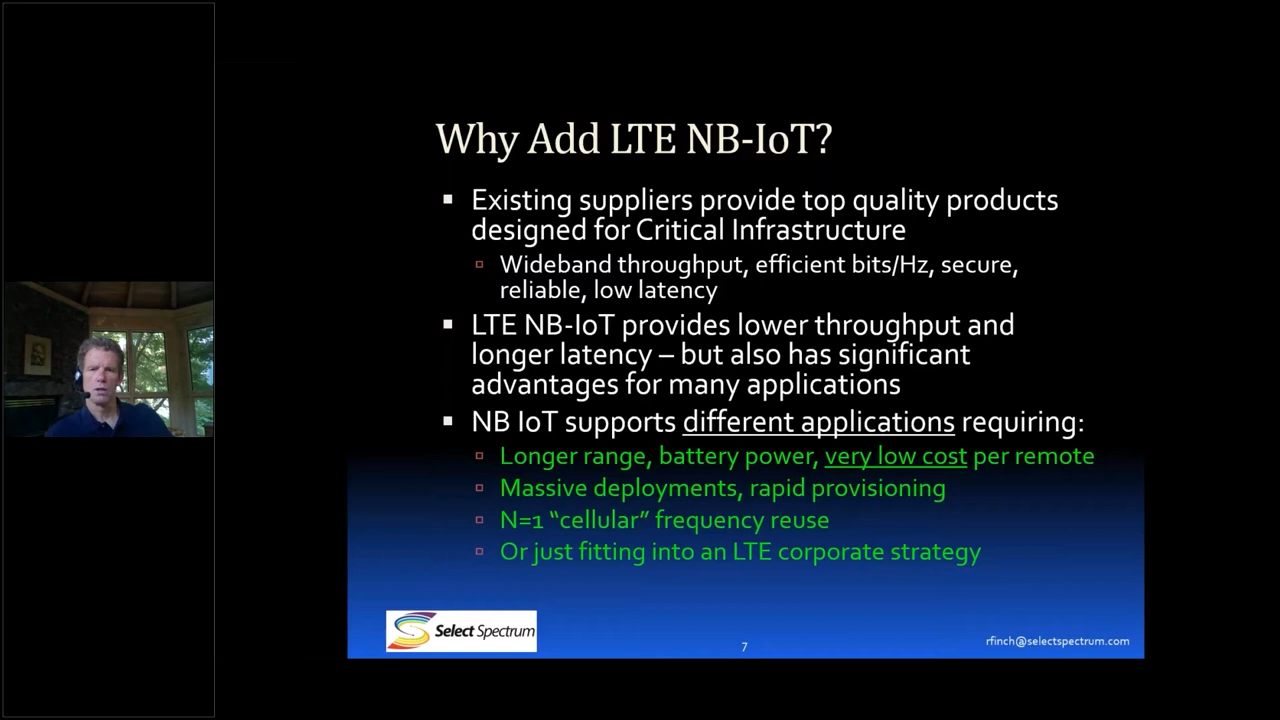 Why Add LTE NB-IoT?
▪ Existing suppliers provide top quality products
designed for Critical Infrastructure
▫ Wideband throughput, efficient bits/Hz, secure,
reliable, low latency
▪ LTE NB-IoT provides lower throughput and
longer latency – but also has significant
advantages for many applications
▪ NB IoT supports different applications requiring:
▫ Longer range, battery power, very low cost per remote
▫ Massive deployments, rapid provisioning
▫ N=1 “cellular” frequency reuse
▫ Or just fitting into an LTE corporate strategy
Select Spectrum
7
rfinch@selectspectrum.com